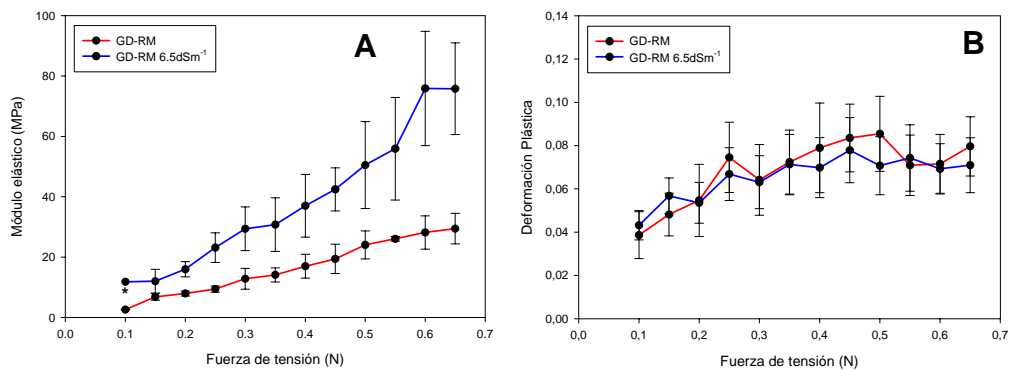 A
GD-RM
GD-RM 6.5dSm⁻¹
Módulo elástico (MPa)
100
80
60
40
20
0
*
0.0 0.1 0.2 0.3 0.4 0.5 0.6 0.7
Fuerza de tensión (N)
B
GD-RM
GD-RM 6.5dSm⁻¹
Deformación Plástica
0,14
0,12
0,10
0,08
0,06
0,04
0,02
0,00
0,0 0,1 0,2 0,3 0,4 0,5 0,6 0,7
Fuerza de tensión (N)